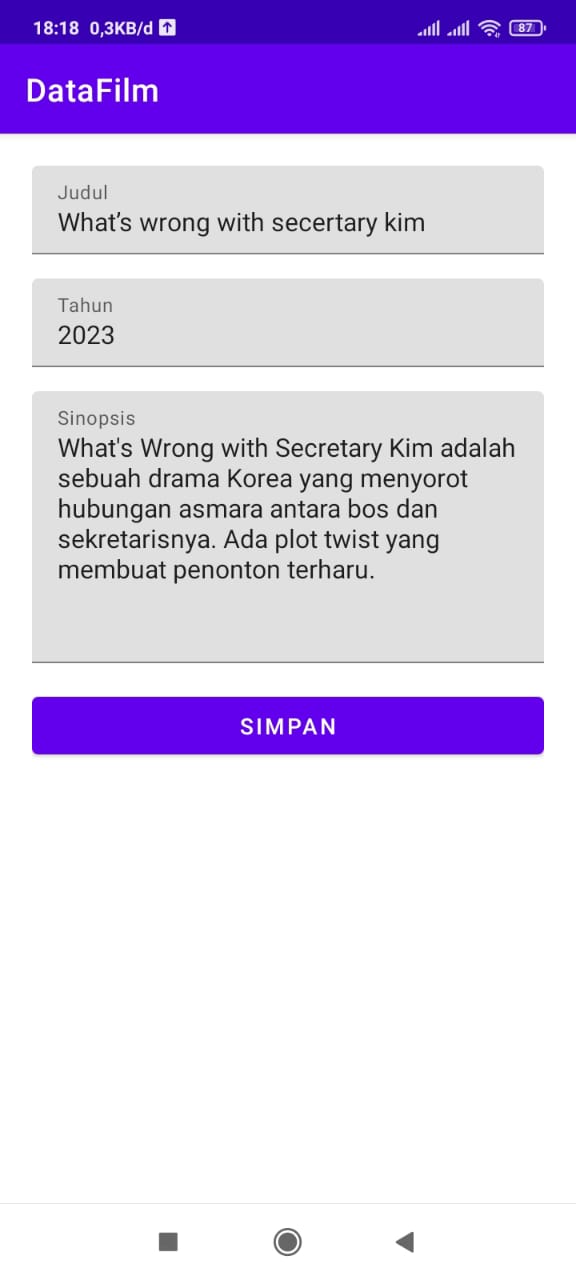 18:18 0,3KB/d 87
DataFilm
Judul
What’s wrong with secertary kim
Tahun
2023
Sinopsis
What's Wrong with Secretary Kim adalah
sebuah drama Korea yang menyorot
hubungan asmara antara bos dan
sekretarisnya. Ada plot twist yang
membuat penonton terharu.
SIMPAN